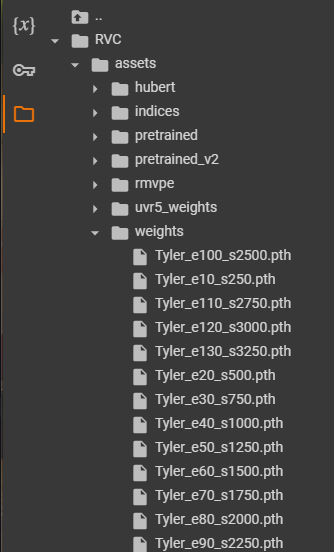 {x}
..
RVC
assets
hubert
indices
pretrained
pretrained_v2
rmvpe
uvr5_weights
weights
Tyler_e100_s2500.pth
Tyler_e10_s250.pth
Tyler_e110_s2750.pth
Tyler_e120_s3000.pth
Tyler_e130_s3250.pth
Tyler_e20_s500.pth
Tyler_e30_s750.pth
Tyler_e40_s1000.pth
Tyler_e50_s1250.pth
Tyler_e60_s1500.pth
Tyler_e70_s1750.pth
Tyler_e80_s2000.pth
Tyler_e90_s2250.pth